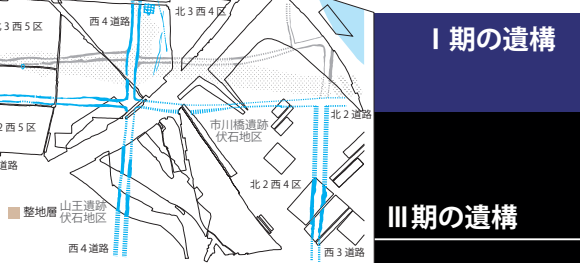 北3西4区
3西5区
西4道路
Ⅰ期の遺構
北2道路
市川橋遺跡
伏石地区
2西5区
道路
北2西4区
整地層
山王遺跡
伏石地区
Ⅲ期の遺構
西4道路
西3道路